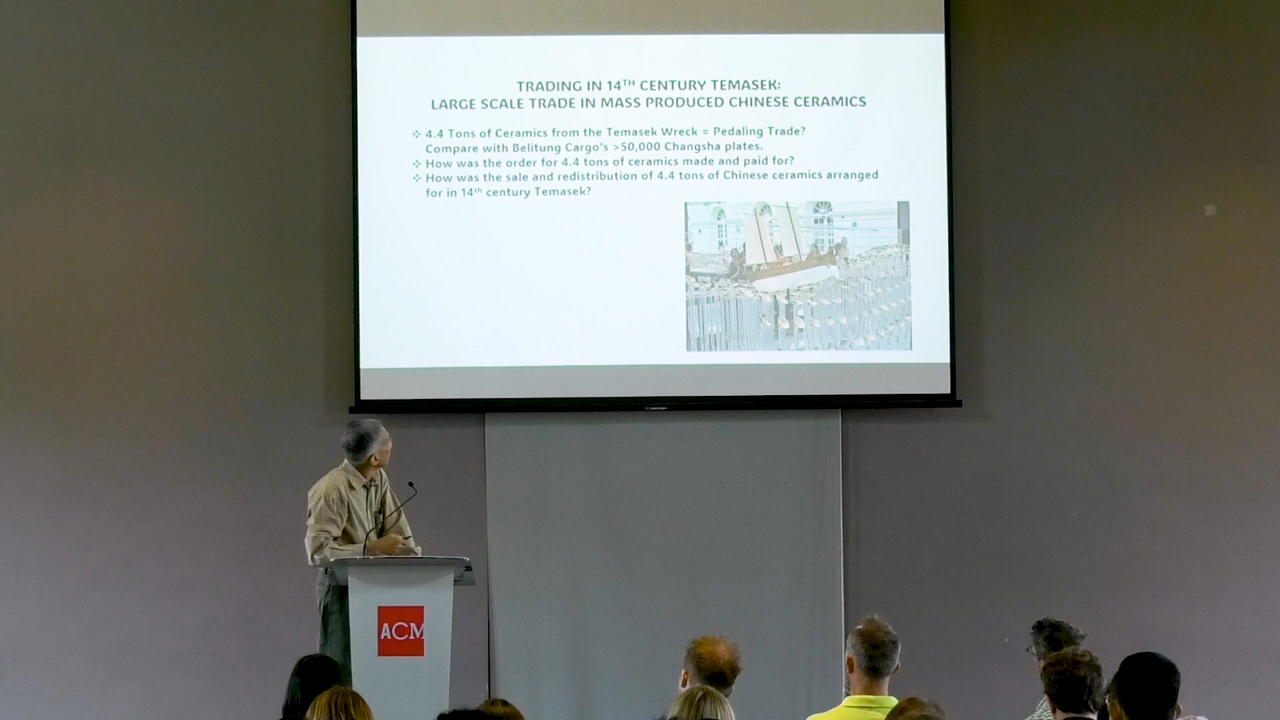 TRADING IN 14TH CENTURY TEMASEK:
LARGE SCALE TRADE IN MASS PRODUCED CHINESE CERAMICS
❖ 4.4 Tons of Ceramics from the Temasek Wreck = Pedaling Trade?
Compare with Belitung Cargo's >50,000 Changsha plates.
❖ How was the order for 4.4 tons of ceramics made and paid for?
❖ How was the sale and redistribution of 4.4 tons of Chinese ceramics arranged
for in 14th century Temasek?
ACM